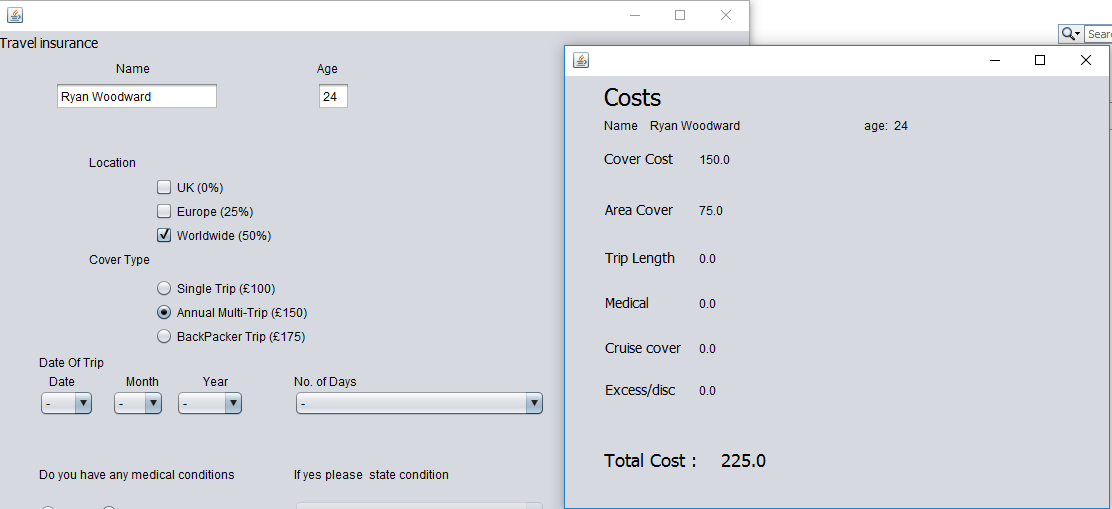 Travel insurance
Name Age
Ryan Woodward 24
Location
UK (0%)
Europe (25%)
Worldwide (50%)
Cover Type
Single Trip (£100)
Annual Multi-Trip (£150)
BackPacker Trip (£175)
Date Of Trip
Date Month Year No. of Days
- - - -
Do you have any medical conditions If yes please state condition
Costs
Name Ryan Woodward age: 24
Cover Cost 150.0
Area Cover 75.0
Trip Length 0.0
Medical 0.0
Cruise cover 0.0
Excess/disc 0.0
Total Cost : 225.0